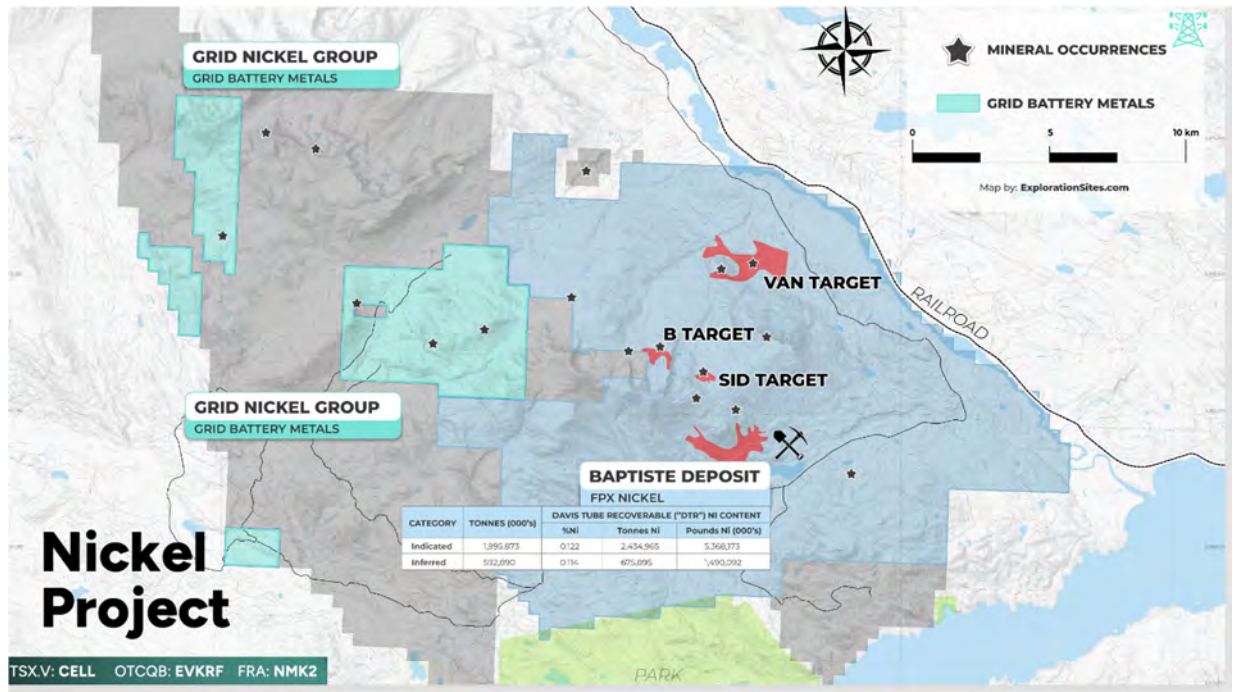 GRID NICKEL GROUP
GRID BATTERY METALS
MINERAL OCCURRENCES
GRID BATTERY METALS
0 5 10 km
Map by: ExplorationSites.com
VAN TARGET
RAILROAD
B TARGET
SID TARGET
GRID NICKEL GROUP
GRID BATTERY METALS
BAPTISTE DEPOSIT
FPX NICKEL
CATEGORY TONNES (000's) DAVIS TUBE RECOVERABLE ("DTR") NI CONTENT
%Ni Tonnes Ni Pounds Ni (000's)
Indicated 1,995,873 0.122 2,434,965 5,368,173
Inferred 592,890 0.114 675,895 1,490,092
Nickel
Project
PARK
TSX.V: CELL OTCQB: EVKRF FRA: NMK2